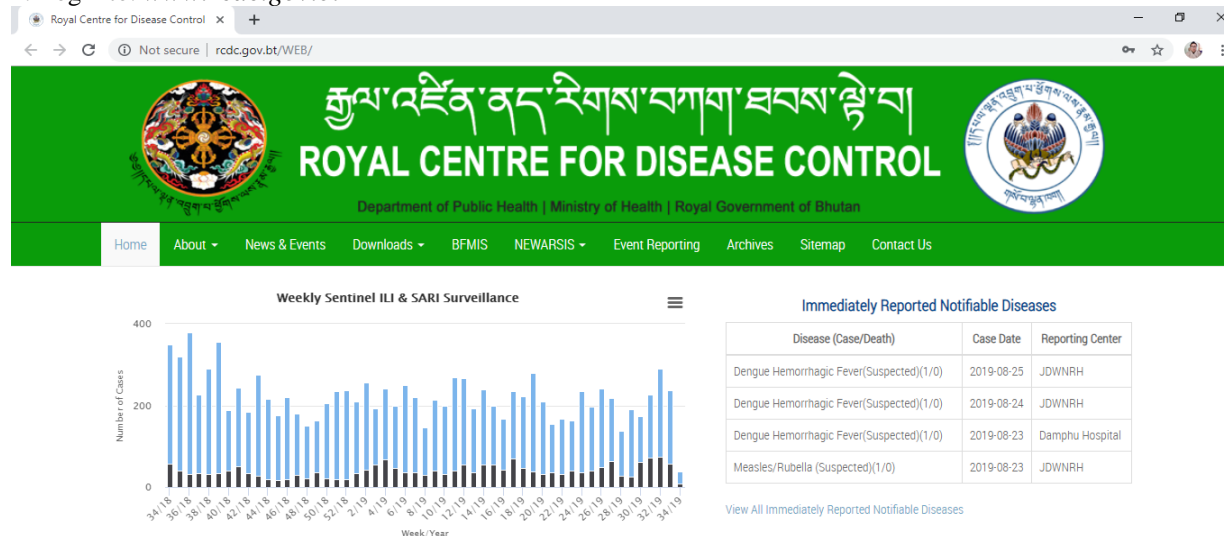 Royal Centre for Disease Control
Not secure | rcdc.gov.bt/WEB/
རྒྱལ་འཛིན་ནད་རིགས་བཀག་ཐབས་ལྟེ་བ།
ROYAL CENTRE FOR DISEASE CONTROL
Department of Public Health | Ministry of Health | Royal Government of Bhutan
Home About News & Events Downloads BFMIS NEWARSIS Event Reporting Archives Sitemap Contact Us
Weekly Sentinel ILI & SARI Surveillance
Number of Cases
400
200
0
34/18 36/18 38/18 40/18 42/18 44/18 46/18 48/18 50/18 52/18 2/19 4/19 6/19 8/19 10/19 12/19 14/19 16/19 18/19 20/19 22/19 24/19 26/19 28/19 30/19 32/19 34/19
Week/Year
Immediately Reported Notifiable Diseases
Disease (Case/Death) Case Date Reporting Center
Dengue Hemorrhagic Fever(Suspected)(1/0) 2019-08-25 JDWNRH
Dengue Hemorrhagic Fever(Suspected)(1/0) 2019-08-24 JDWNRH
Dengue Hemorrhagic Fever(Suspected)(1/0) 2019-08-23 Damphu Hospital
Measles/Rubella (Suspected)(1/0) 2019-08-23 JDWNRH
View All Immediately Reported Notifiable Diseases